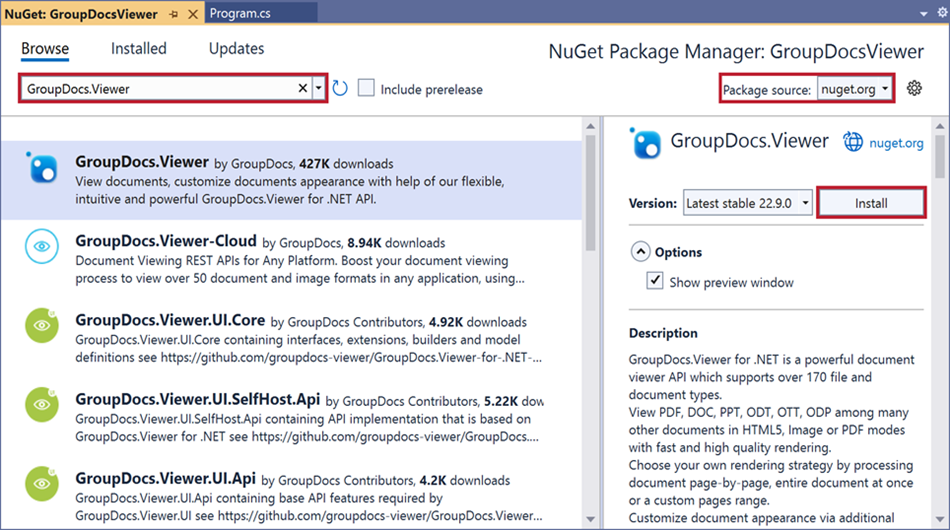 NuGet: GroupDocsViewer
Program.cs
Browse
Installed
Updates
NuGet Package Manager: GroupDocsViewer
GroupDocs.Viewer
Include prerelease
Package source: nuget.org
GroupDocs.Viewer by GroupDocs, 427K downloads
View documents, customize documents appearance with help of our flexible,
intuitive and powerful GroupDocs.Viewer for .NET API.
GroupDocs.Viewer-Cloud by GroupDocs, 8.94K downloads
Document Viewing REST APIs for Any Platform. Boost your document viewing
process to view over 50 document and image formats in any application, using...
GroupDocs.Viewer.UI.Core by GroupDocs Contributors, 4.92K downloads
GroupDocs.Viewer.UI.Core containing interfaces, extensions, builders and model
definitions see https://github.com/groupdocs-viewer/GroupDocs.Viewer-for-.NET-...
GroupDocs.Viewer.UI.SelfHost.Api by GroupDocs Contributors, 5.22K dow
GroupDocs.Viewer.UI.SelfHost.Api containing API implementation that is based on
GroupDocs.Viewer for .NET see https://github.com/groupdocs-viewer/GroupDocs....
GroupDocs.Viewer.UI.Api by GroupDocs Contributors, 4.2K downloads
GroupDocs.Viewer.UI.Api containing base API features required by
GroupDocs.Viewer.UI see https://github.com/groupdocs-viewer/GroupDocs.Viewer...
GroupDocs.Viewer
nuget.org
Version: Latest stable 22.9.0
Install
Options
Show preview window
Description
GroupDocs.Viewer for .NET is a powerful document
viewer API which supports over 170 file and
document types.
View PDF, DOC, PPT, ODT, OTT, ODP among many
other documents in HTML5, Image or PDF modes
with fast and high quality rendering.
Choose your own rendering strategy by processing
document page-by-page, entire document at once
or a custom pages range.
Customize document appearance via additional